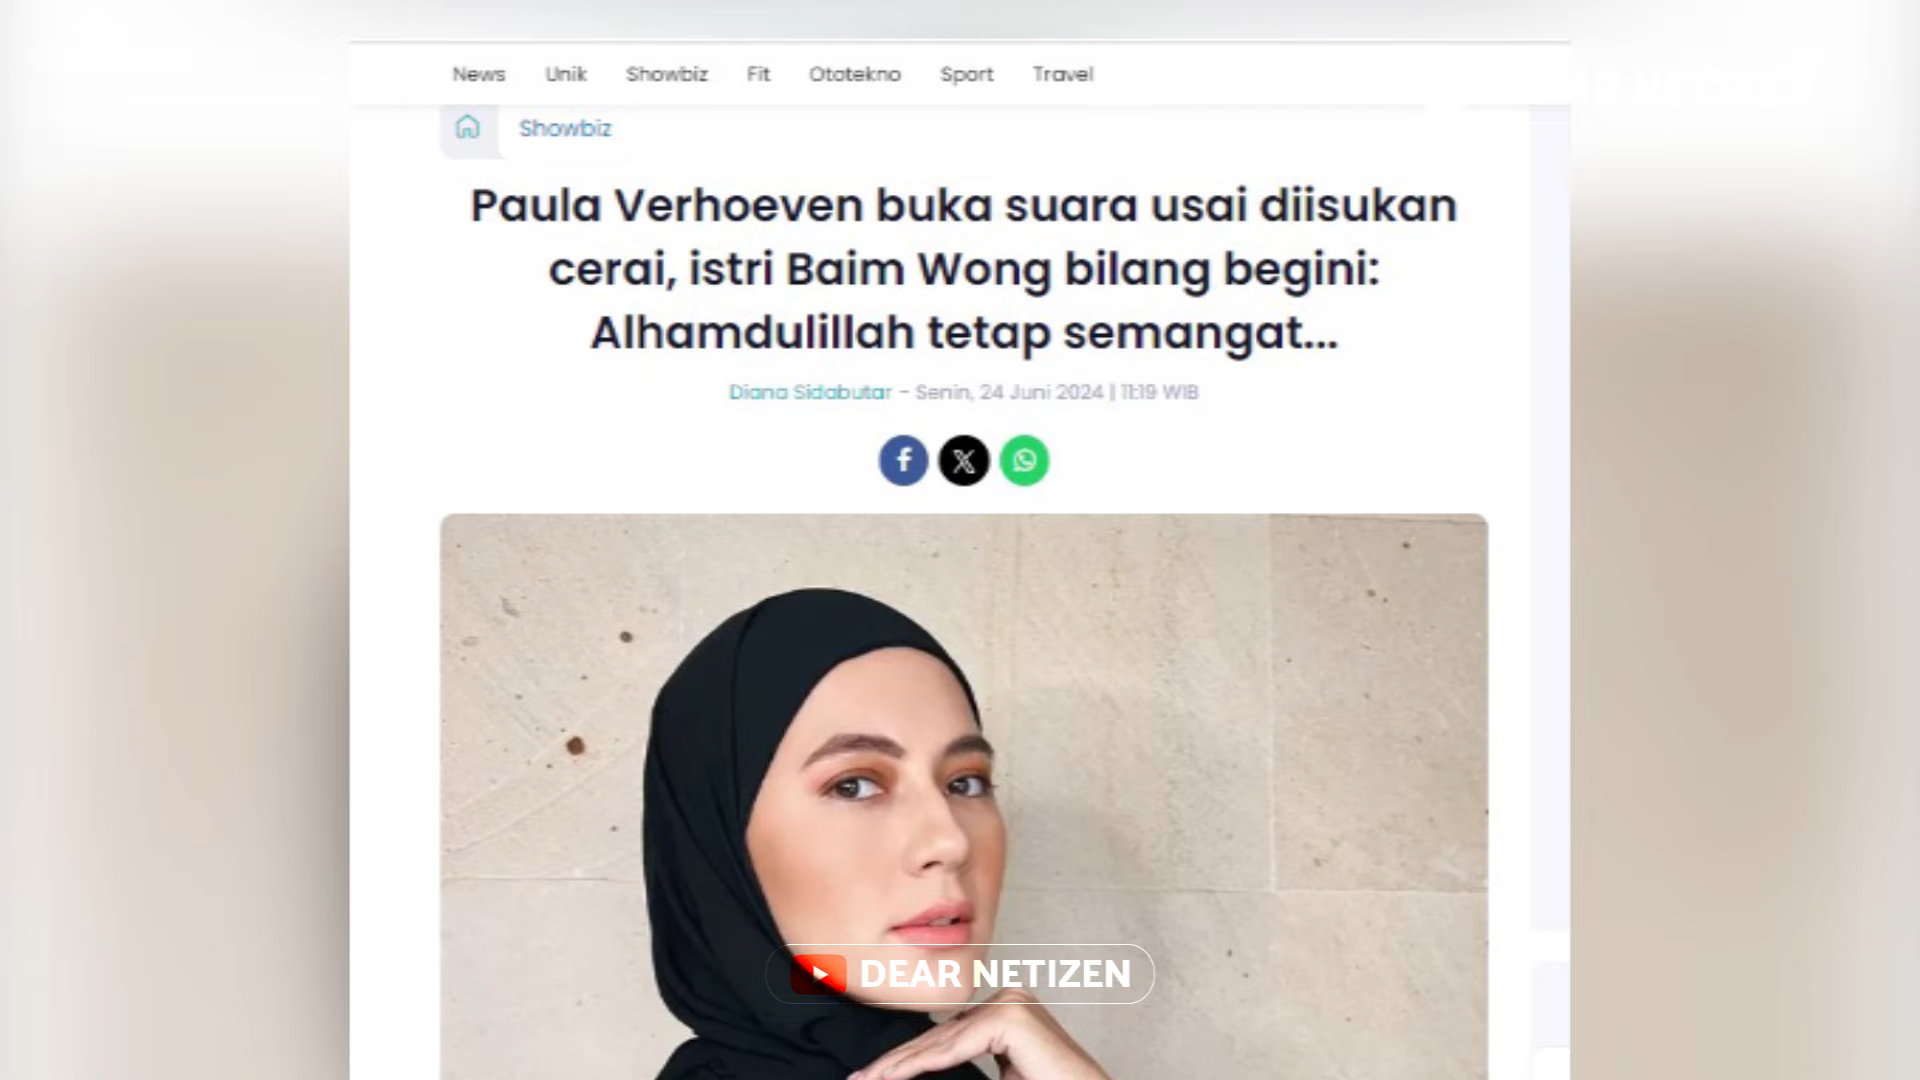 News Unik Showbiz Fit Ototekno Sport Travel
Showbiz
Paula Verhoeven buka suara usai diisukan
cerai, istri Baim Wong bilang begini:
Alhamdulillah tetap semangat...
Diana Sidabutar - Senin, 24 Juni 2024 | 11:19 WIB
DEAR NETIZEN